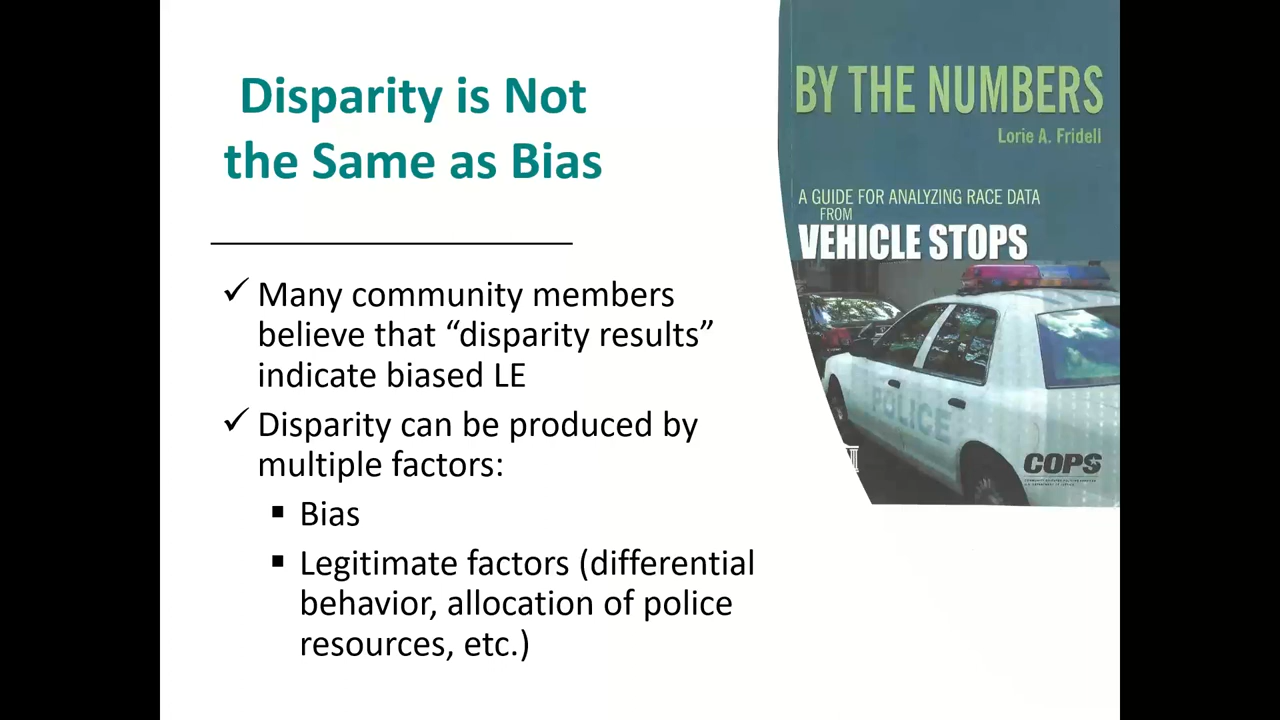 Disparity is Not
the Same as Bias
✓ Many community members
believe that “disparity results”
indicate biased LE
✓ Disparity can be produced by
multiple factors:
▪ Bias
▪ Legitimate factors (differential
behavior, allocation of police
resources, etc.)
BY THE NUMBERS
Lorie A. Fridell
A GUIDE FOR ANALYZING RACE DATA
FROM
VEHICLE STOPS
POLICE
COPS